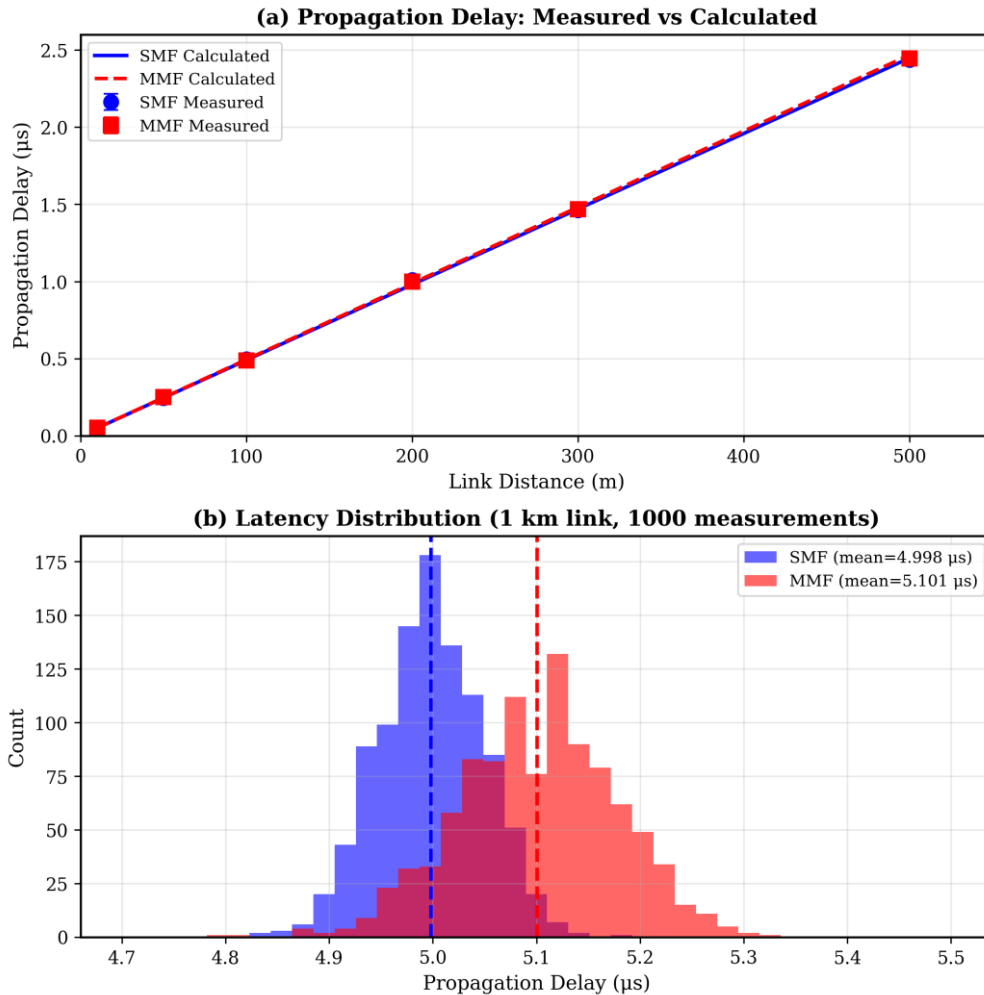 (a) Propagation Delay: Measured vs Calculated
SMF Calculated
MMF Calculated
SMF Measured
MMF Measured
2.5
2.0
1.5
1.0
0.5
0.0
Propagation Delay (µs)
0
100
200
300
400
500
Link Distance (m)
(b) Latency Distribution (1 km link, 1000 measurements)
SMF (mean=4.998 µs)
MMF (mean=5.101 µs)
175
150
125
100
75
50
25
0
Count
4.7
4.8
4.9
5.0
5.1
5.2
5.3
5.4
5.5
Propagation Delay (µs)